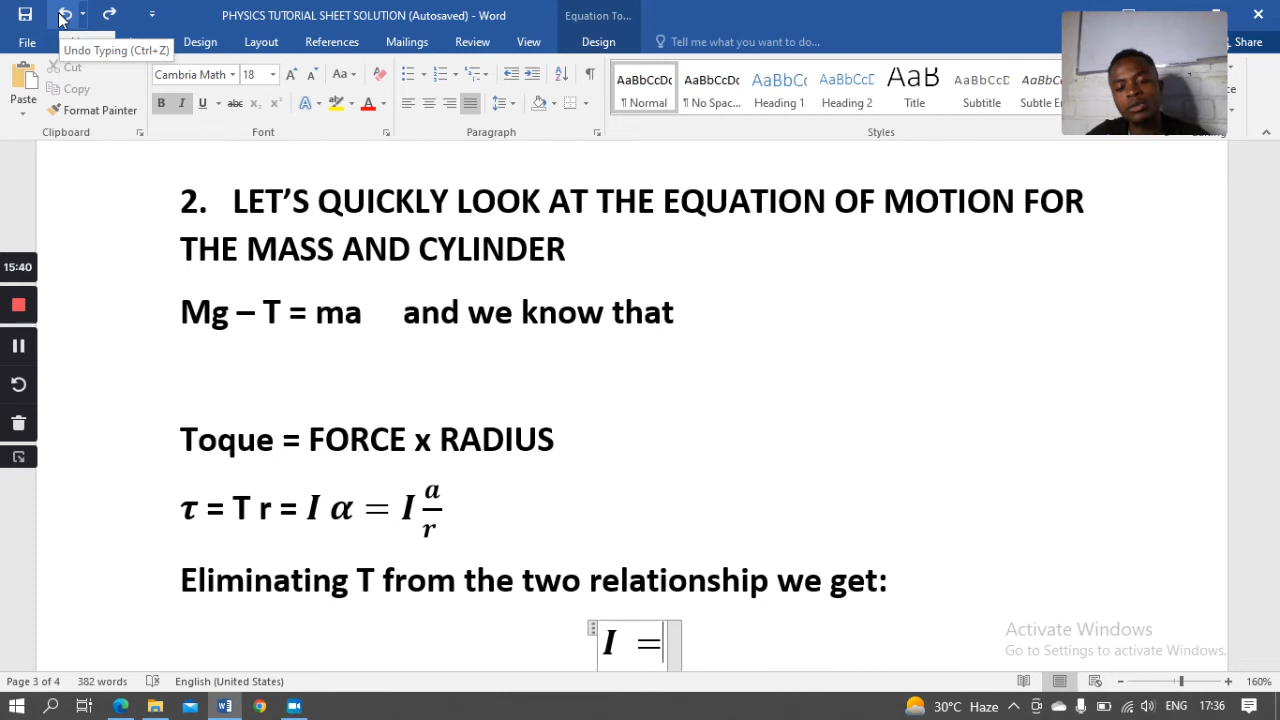 PHYSICS TUTORIAL SHEET SOLUTION (Autosaved) - Word
Equation To...
Undo Typing (Ctrl+Z)
File
Design
Layout
References
Mailings
Review
View
Design
Tell me what you want to do...
Share
Paste
Cut
Copy
Format Painter
Clipboard
Cambria Math
18
Font
Paragraph
AaBbCcDc
¶ Normal
AaBbCcDc
¶ No Spac...
AaBbCc
Heading
AaBbCcD
Heading 2
AaB
Title
AaBbCcD
Subtitle
Styles
2. LET’S QUICKLY LOOK AT THE EQUATION OF MOTION FOR
THE MASS AND CYLINDER
15:40
Mg – T = ma and we know that
Toque = FORCE x RADIUS
τ = T r = I α = I a/r
Eliminating T from the two relationship we get:
I =
Activate Windows
Go to Settings to activate Windows.
Page 3 of 4
382 words
English (United States)
160%
30°C Haze
ENG
17:36